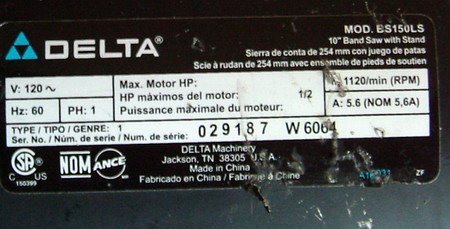 DELTA®
MOD. ES150LS
10" Band Saw with Stand
Sierra de conta de 254 mm con juego de patas
Scie à rudan de 254 mm avec ensemble de pieds de soutien
V: 120 ~
Hz: 60 PH: 1
Max. Motor HP:
HP máximos del motor: 1/2
Puissance maximale du moteur:
1120/min (RPM)
A: 5.6 (NOM 5,6A)
TYPE / TIPO / GENRE: 1
Ser. No. / Núm. de serie / Num. de série: 029187 W6064
DELTA Machinery
Jackson, TN 38305 U.S.A.
Made in China
Fabricado en China / Fabriqué en Chine
C US
150399
NOM ANCE
ZF